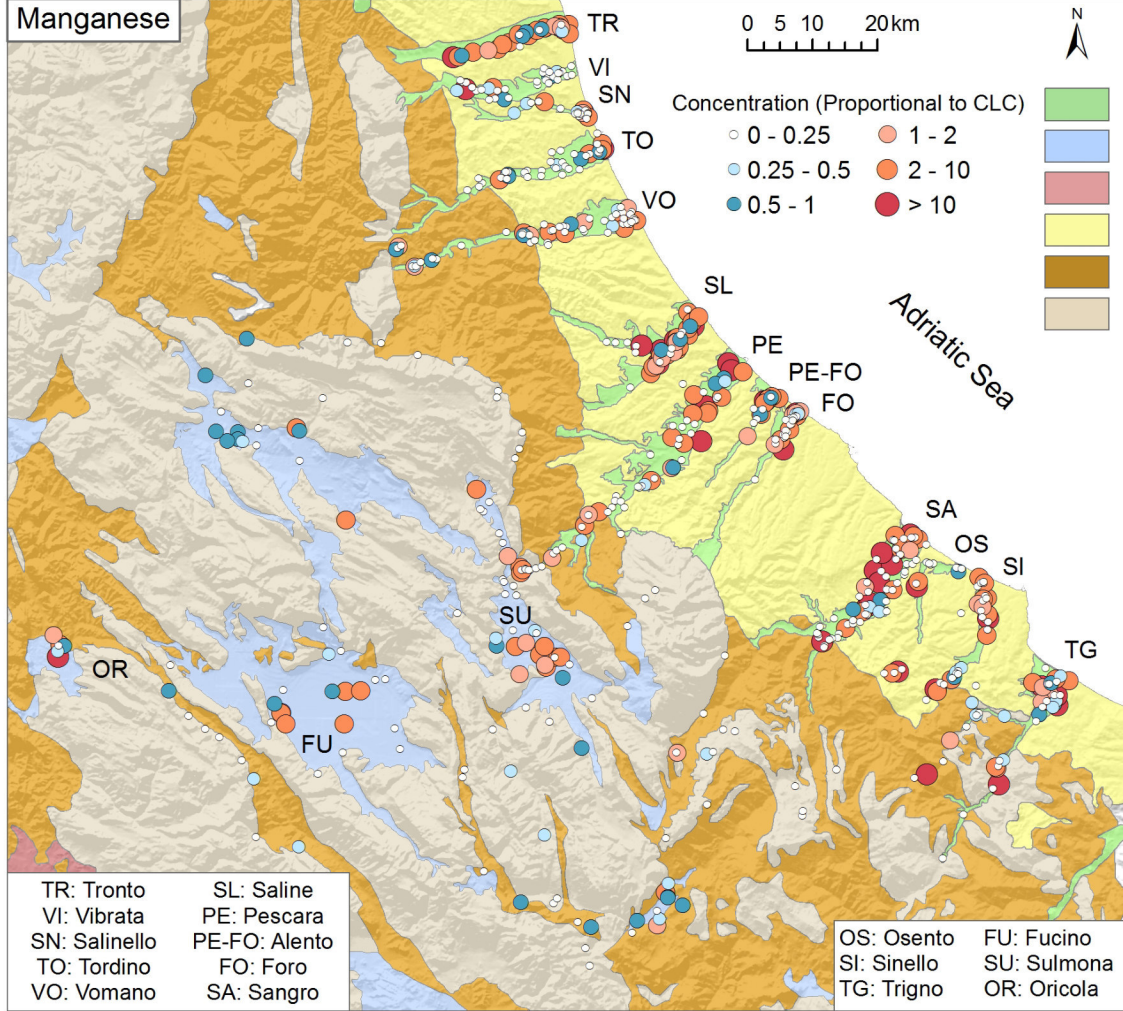 Manganese
0 5 10 20 km
N
Concentration (Proportional to CLC)
0 - 0.25
1 - 2
0.25 - 0.5
2 - 10
0.5 - 1
> 10
TR
VI
SN
TO
VO
SL
PE
PE-FO
FO
Adriatic Sea
SA
OS
SI
SU
OR
TG
FU
TR: Tronto
SL: Saline
VI: Vibrata
PE: Pescara
SN: Salinello
PE-FO: Alento
TO: Tordino
FO: Foro
VO: Vomano
SA: Sangro
OS: Osento
FU: Fucino
SI: Sinello
SU: Sulmona
TG: Trigno
OR: Oricola